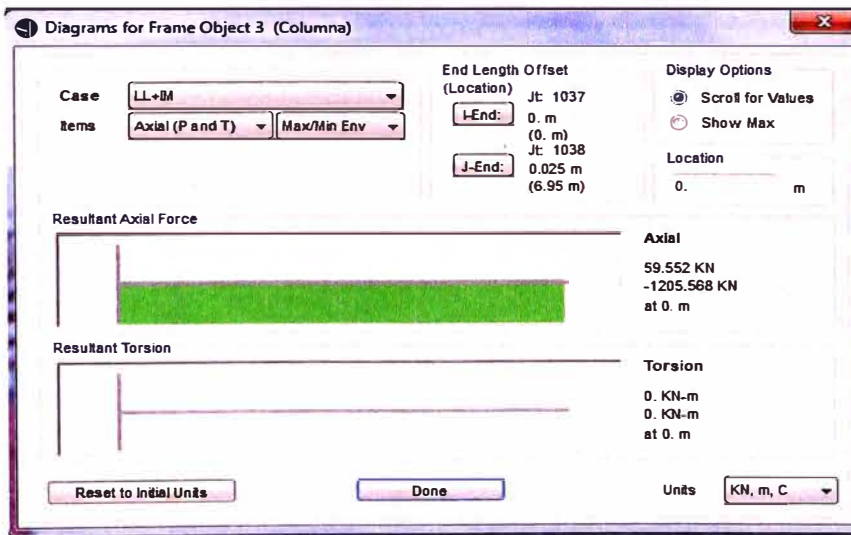 Diagrams for Frame Object 3 (Columna)
Case LL+IM
Items Axial (P and T) Max/Min Env
End Length Offset
(Location)
Jt: 1037
I-End: 0. m
(0. m)
Jt: 1038
J-End: 0.025 m
(6.95 m)
Display Options
Scroll for Values
Show Max
Location
0. m
Resultant Axial Force
Axial
59.552 KN
-1205.568 KN
at 0. m
Resultant Torsion
Torsion
0. KN-m
0. KN-m
at 0. m
Reset to Initial Units Done Units KN, m, C